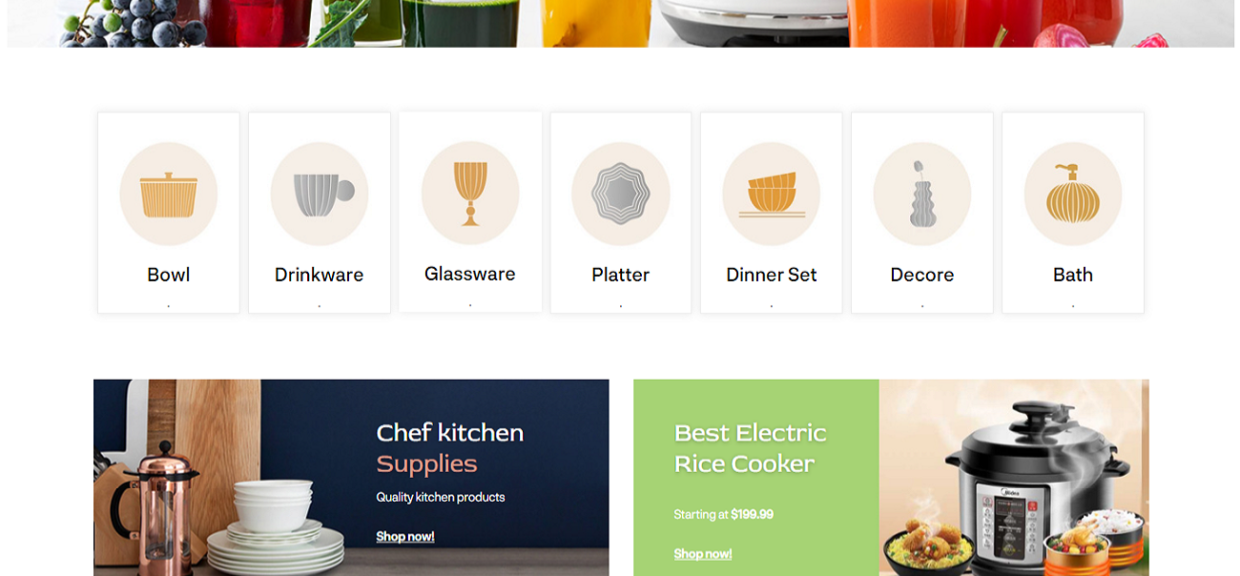 Bowl
Drinkware
Glassware
Platter
Dinner Set
Decore
Bath
Chef kitchen
Supplies
Quality kitchen products
Shop now!
Best Electric
Rice Cooker
Starting at $199.99
Shop now!
Midea